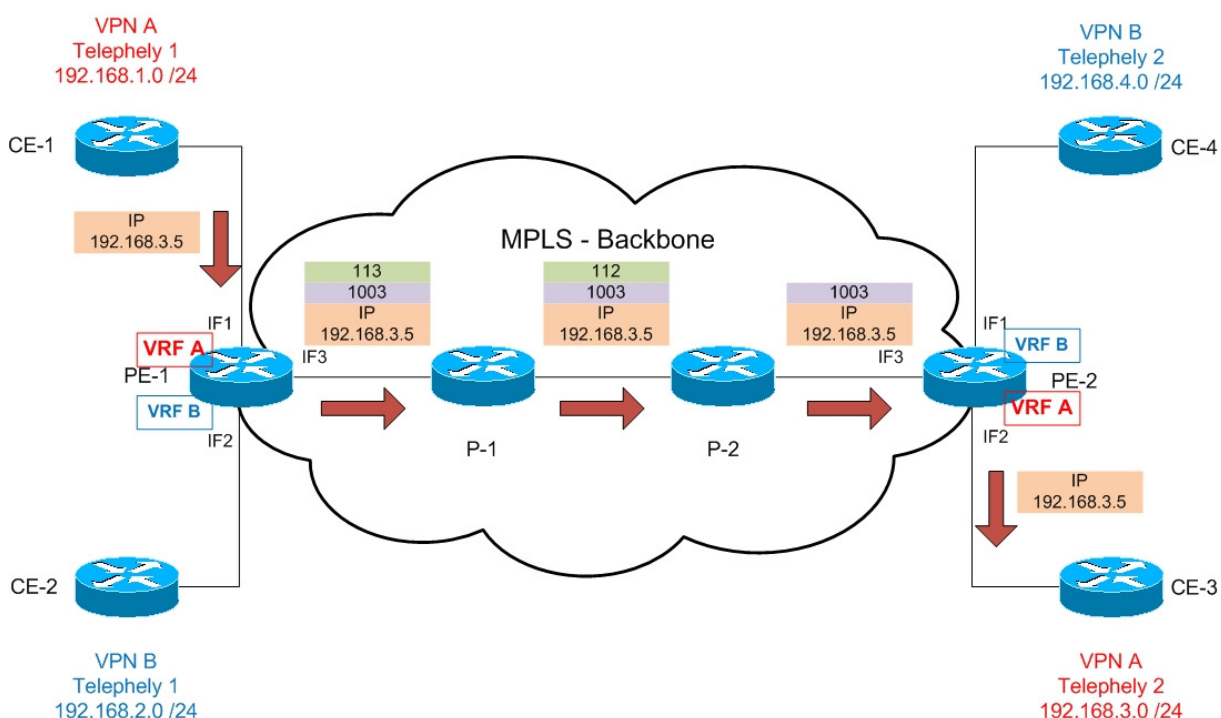 VPN A
Telephely 1
192.168.1.0 /24
VPN B
Telephely 2
192.168.4.0 /24
CE-1
CE-4
IP
192.168.3.5
MPLS - Backbone
113
1003
IP
192.168.3.5
112
1003
IP
192.168.3.5
1003
IP
192.168.3.5
IF1
VRF A
PE-1
VRF B
IF2
IF3
IF3
IF1
VRF B
PE-2
VRF A
IF2
P-1
P-2
IP
192.168.3.5
CE-2
CE-3
VPN B
Telephely 1
192.168.2.0 /24
VPN A
Telephely 2
192.168.3.0 /24